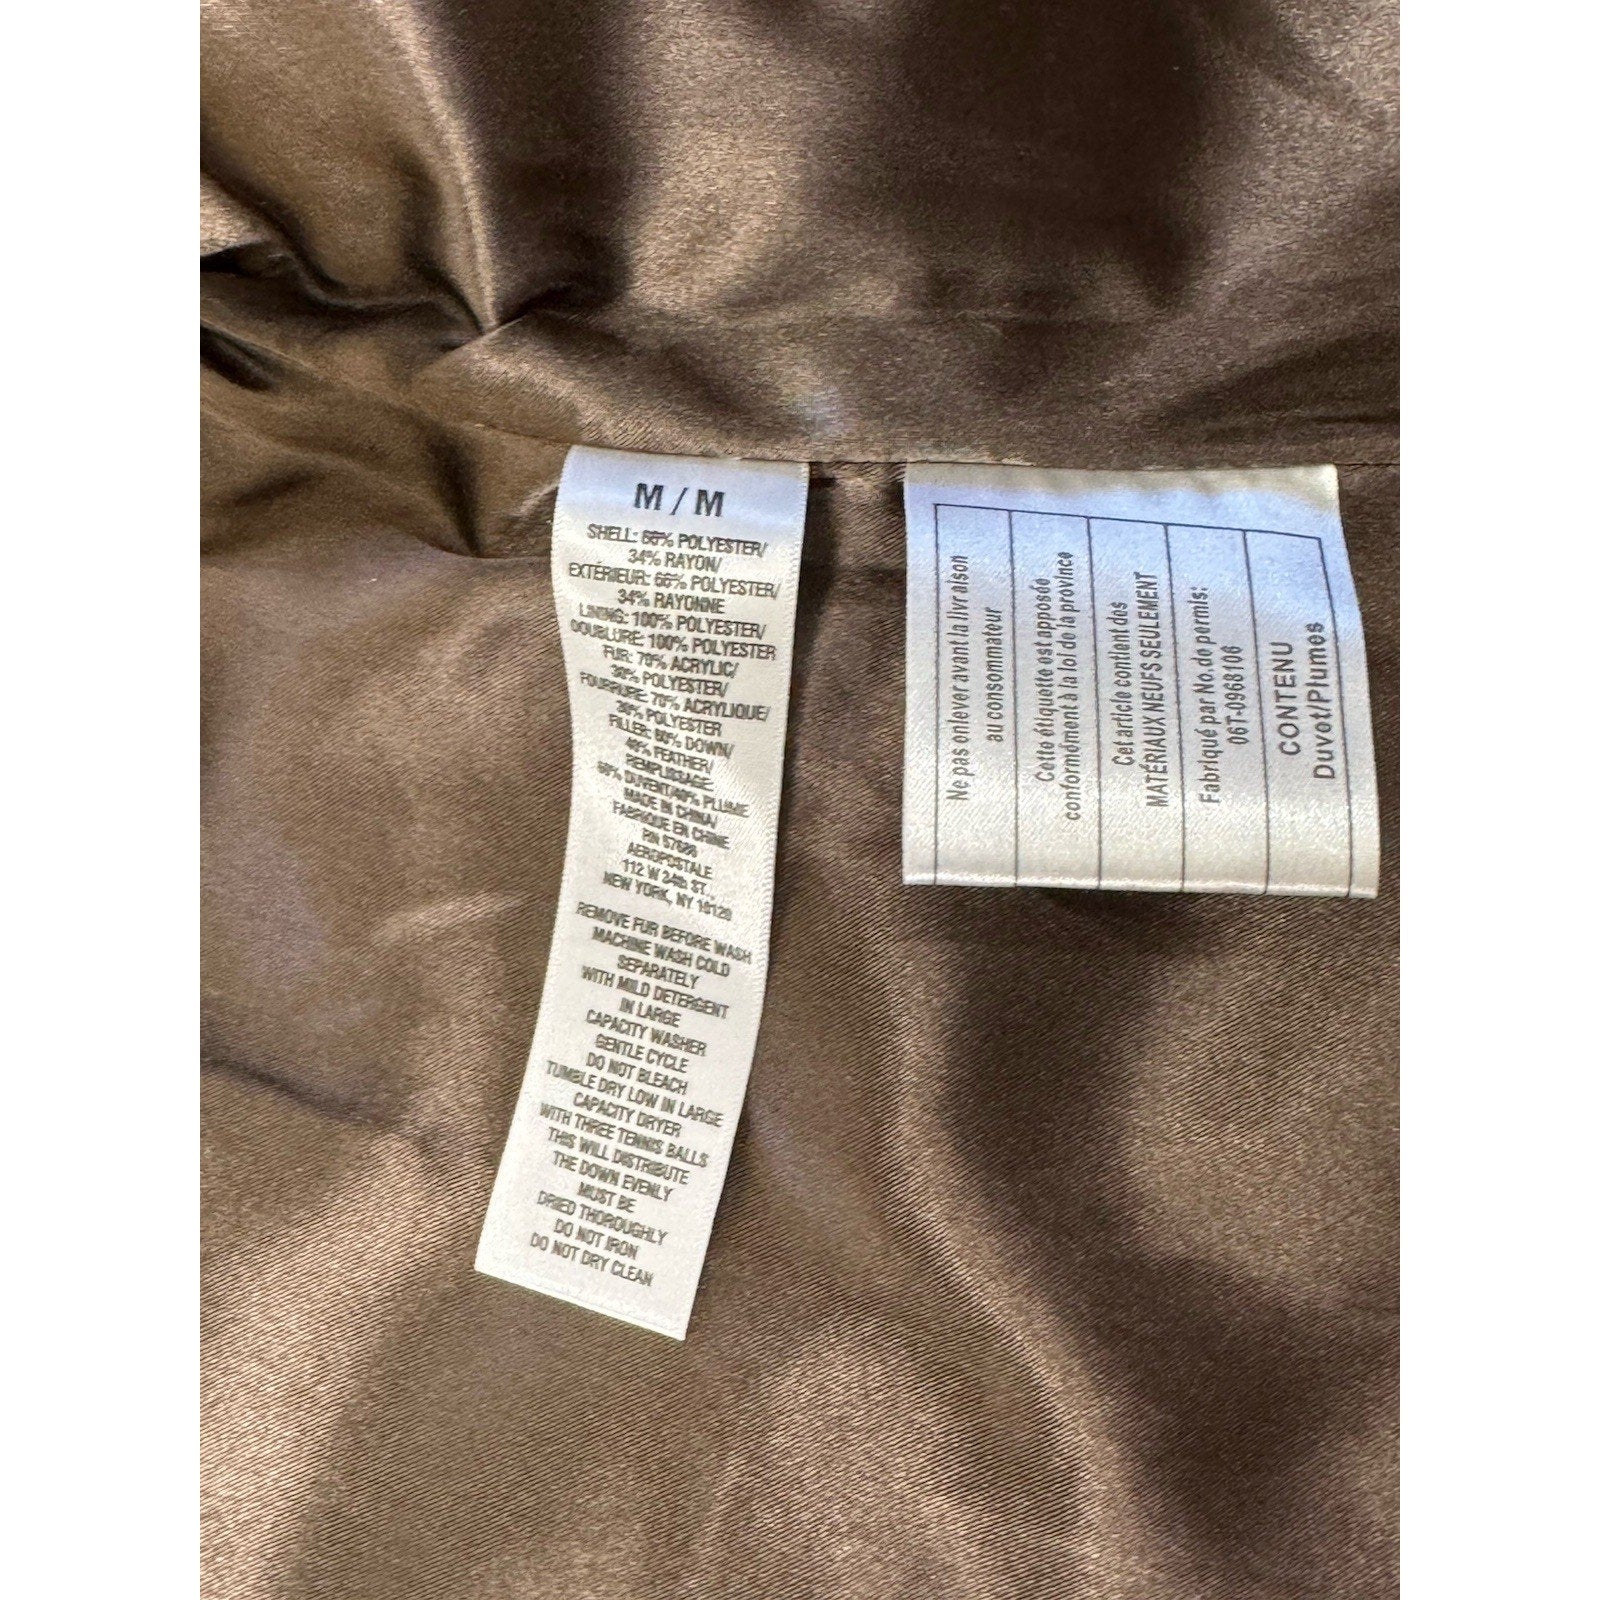 M / M
SHELL: 66% POLYESTER/
34% RAYON/
EXTÉRIEUR: 66% POLYESTER/
34% RAYONNE
LINING: 100% POLYESTER/
DOUBLURE: 100% POLYESTER
FUR: 70% ACRYLIC/
30% POLYESTER/
FOURRURE: 70% ACRYLIQUE/
30% POLYESTER
FILLER: 60% DOWN/
40% FEATHER/
REMPLISSAGE:
60% DUVENT/40% PLUME
MADE IN CHINA/
FABRIQUE EN CHINE
RN
AEROPOSTALE
112 W 34th ST.
NEW YORK, NY 10120
REMOVE FUR BEFORE WASH
MACHINE WASH COLD
SEPARATELY
WITH MILD DETERGENT
IN LARGE
CAPACITY WASHER
GENTLE CYCLE
DO NOT BLEACH
TUMBLE DRY LOW IN LARGE
CAPACITY DRYER
WITH THREE TENNIS BALLS
THIS WILL DISTRIBUTE
THE DOWN EVENLY
MUST BE
DRIED THOROUGHLY
DO NOT IRON
DO NOT DRY CLEAN
Ne pas enlever avant la livraison
au consommateur
Cette étiquette est apposée
conformément à la loi de la province
Cet article contient des
MATÉRIAUX NEUFS SEULEMENT
Fabriqué par No. de permis:
06T-0968106
CONTENU
Duvet/Plumes